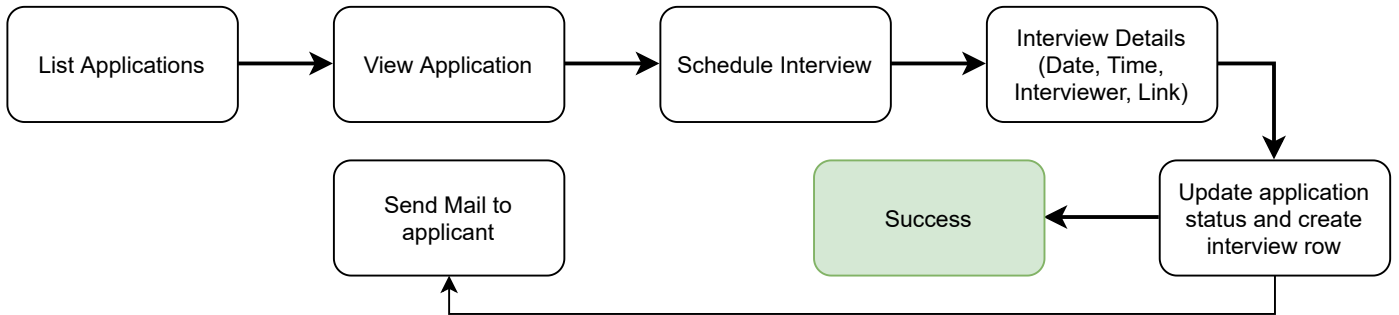 List Applications
View Application
Schedule Interview
Interview Details
(Date, Time,
Interviewer, Link)
Send Mail to
applicant
Success
Update application
status and create
interview row